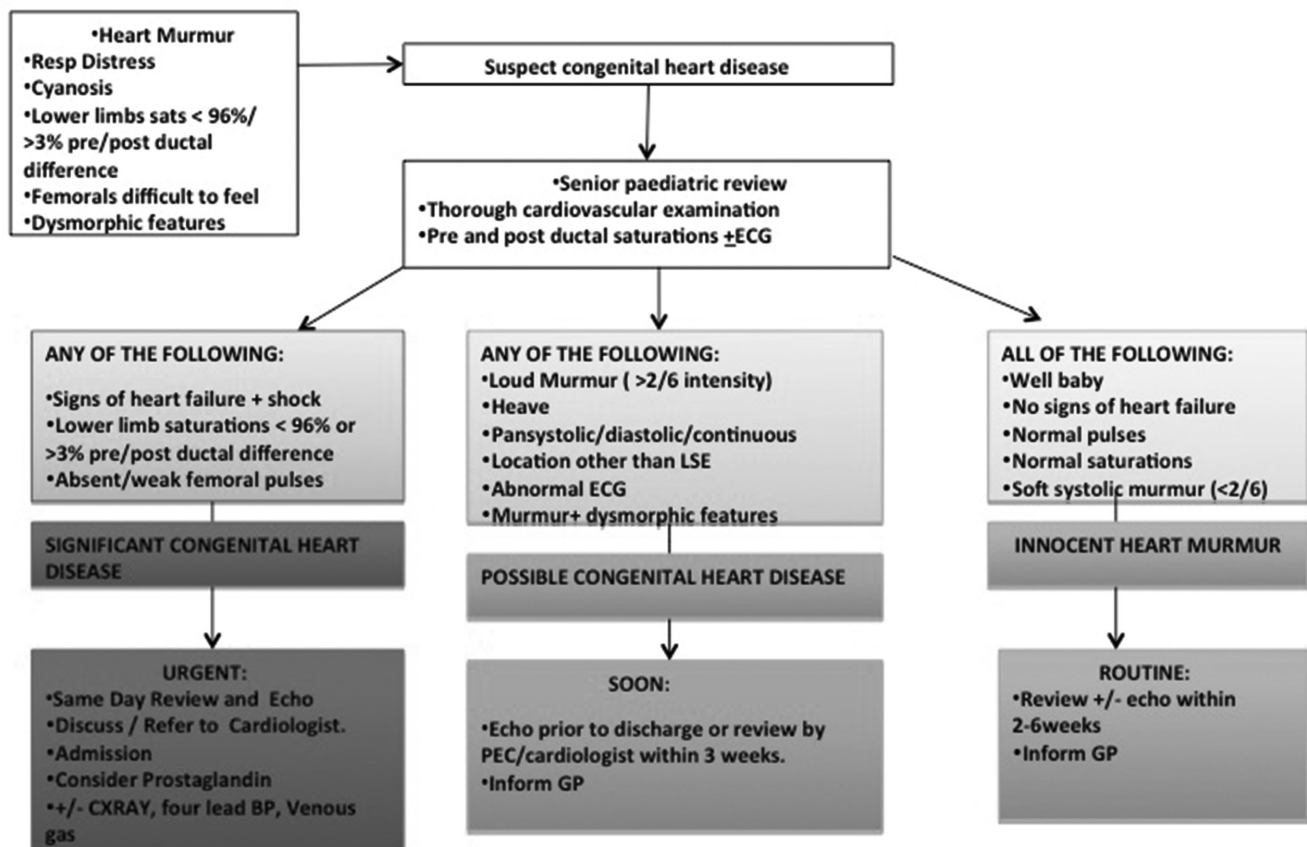 •Heart Murmur
•Resp Distress
•Cyanosis
•Lower limbs sats < 96%/
>3% pre/post ductal
difference
•Femorals difficult to feel
•Dysmorphic features
Suspect congenital heart disease
•Senior paediatric review
•Thorough cardiovascular examination
•Pre and post ductal saturations ±ECG
ANY OF THE FOLLOWING:
•Signs of heart failure + shock
•Lower limb saturations < 96% or
>3% pre/post ductal difference
•Absent/weak femoral pulses
SIGNIFICANT CONGENITAL HEART
DISEASE
URGENT:
•Same Day Review and Echo
•Discuss / Refer to Cardiologist.
•Admission
•Consider Prostaglandin
•+/- CXRAY, four lead BP, Venous
gas
ANY OF THE FOLLOWING:
•Loud Murmur ( >2/6 intensity)
•Heave
•Pansystolic/diastolic/continuous
•Location other than LSE
•Abnormal ECG
•Murmur+ dysmorphic features
POSSIBLE CONGENITAL HEART DISEASE
SOON:
•Echo prior to discharge or review by
PEC/cardiologist within 3 weeks.
•Inform GP
ALL OF THE FOLLOWING:
•Well baby
•No signs of heart failure
•Normal pulses
•Normal saturations
•Soft systolic murmur (<2/6)
INNOCENT HEART MURMUR
ROUTINE:
•Review +/- echo within
2-6weeks
•Inform GP